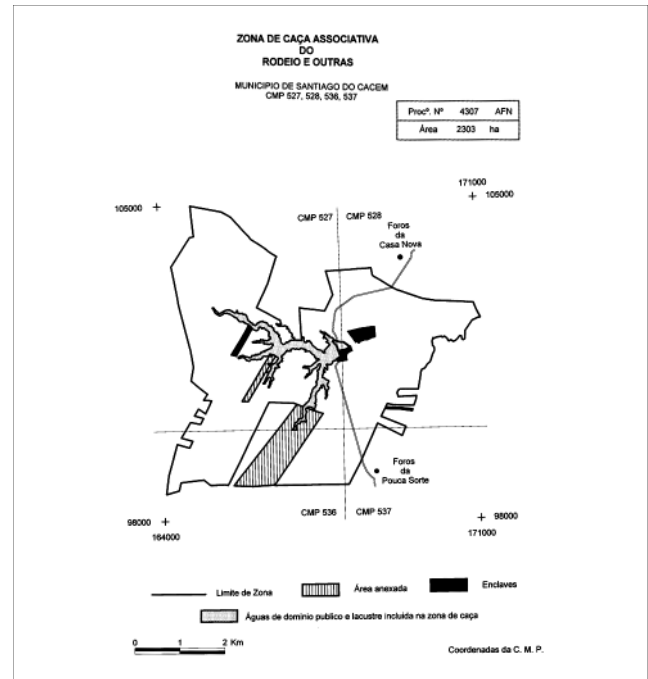 ZONA DE CAÇA ASSOCIATIVA
DO
RODEIO E OUTRAS
MUNICIPIO DE SANTIAGO DO CACEM
CMP 527, 528, 536, 537
Procº. Nº 4307 AFN
Área 2303 ha
171000
105000
105000
CMP 527
CMP 528
Foros
da
Casa Nova
Foros
da
Pouca Sorte
CMP 536
CMP 537
98000
164000
98000
171000
Limite de Zona
Área anexada
Enclaves
Águas de dominio publico e lacustre incluida na zona de caça
0 1 2 Km
Coordenadas da C. M. P.